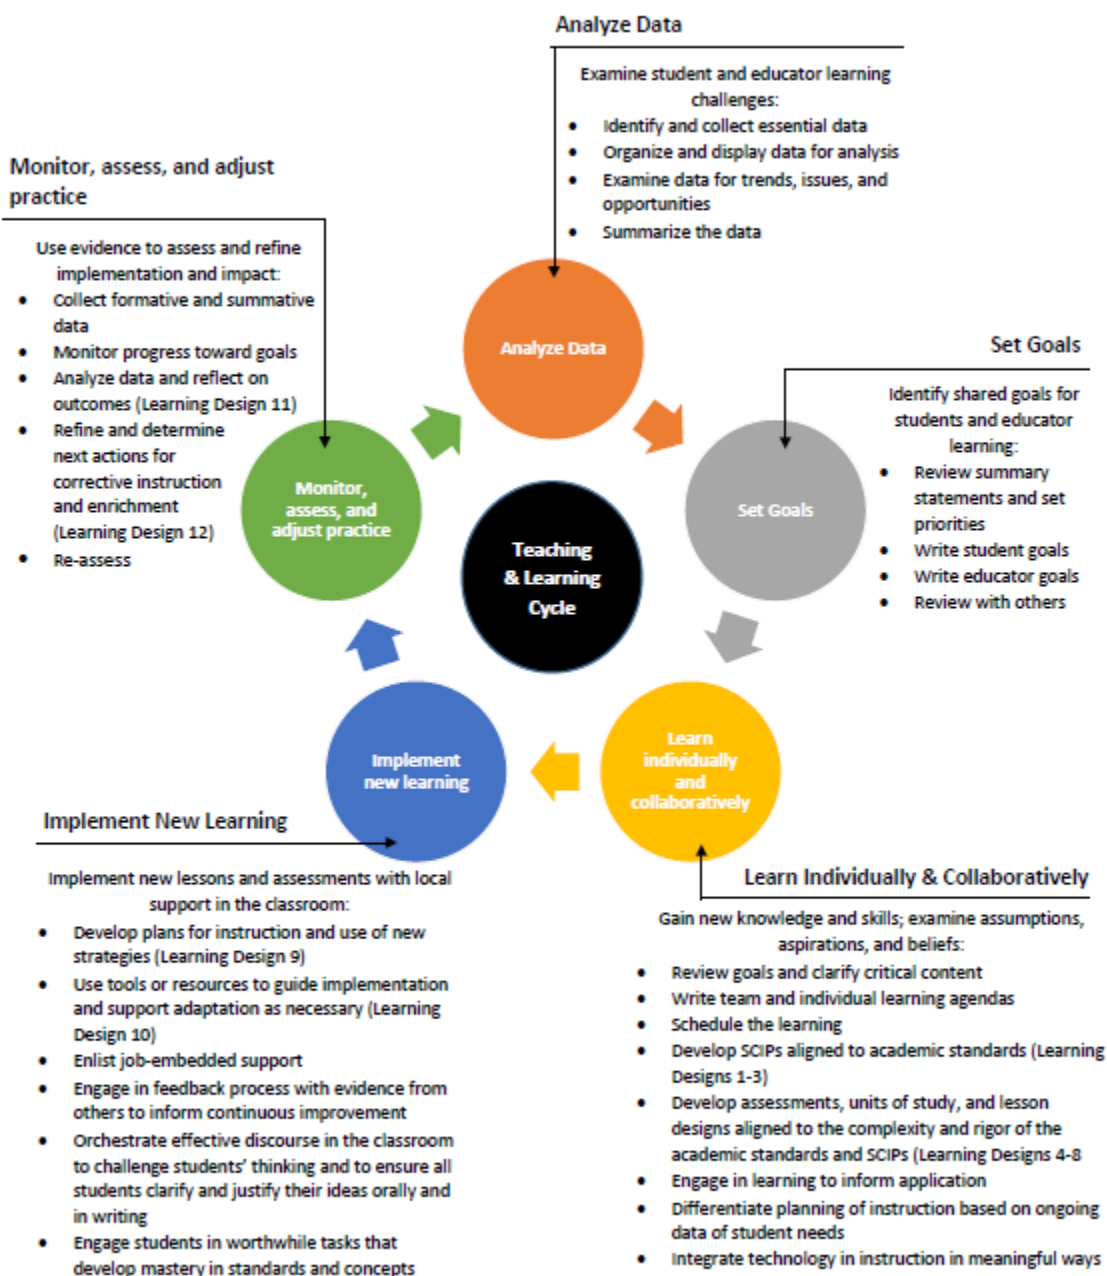 Analyze Data
Examine student and educator learning
challenges:
• Identify and collect essential data
• Organize and display data for analysis
• Examine data for trends, issues, and
opportunities
• Summarize the data
Monitor, assess, and adjust
practice
Use evidence to assess and refine
implementation and impact:
• Collect formative and summative
data
• Monitor progress toward goals
• Analyze data and reflect on
outcomes (Learning Design 11)
• Refine and determine
next actions for
corrective instruction
and enrichment
(Learning Design 12)
• Re-assess
Analyze Data
Set Goals
Identify shared goals for
students and educator
learning:
• Review summary
statements and set
priorities
• Write student goals
• Write educator goals
• Review with others
Monitor,
assess, and
adjust practice
Set Goals
Teaching
& Learning
Cycle
Implement
new learning
Learn
individually
and
collaboratively
Implement New Learning
Implement new lessons and assessments with local
support in the classroom:
• Develop plans for instruction and use of new
strategies (Learning Design 9)
• Use tools or resources to guide implementation
and support adaptation as necessary (Learning
Design 10)
• Enlist job-embedded support
• Engage in feedback process with evidence from
others to inform continuous improvement
• Orchestrate effective discourse in the classroom
to challenge students' thinking and to ensure all
students clarify and justify their ideas orally and
in writing
• Engage students in worthwhile tasks that
develop mastery in standards and concepts
Learn Individually & Collaboratively
Gain new knowledge and skills; examine assumptions,
aspirations, and beliefs:
• Review goals and clarify critical content
• Write team and individual learning agendas
• Schedule the learning
• Develop SCIPs aligned to academic standards (Learning
Designs 1-3)
• Develop assessments, units of study, and lesson
designs aligned to the complexity and rigor of the
academic standards and SCIPs (Learning Designs 4-8
• Engage in learning to inform application
• Differentiate planning of instruction based on ongoing
data of student needs
• Integrate technology in instruction in meaningful ways